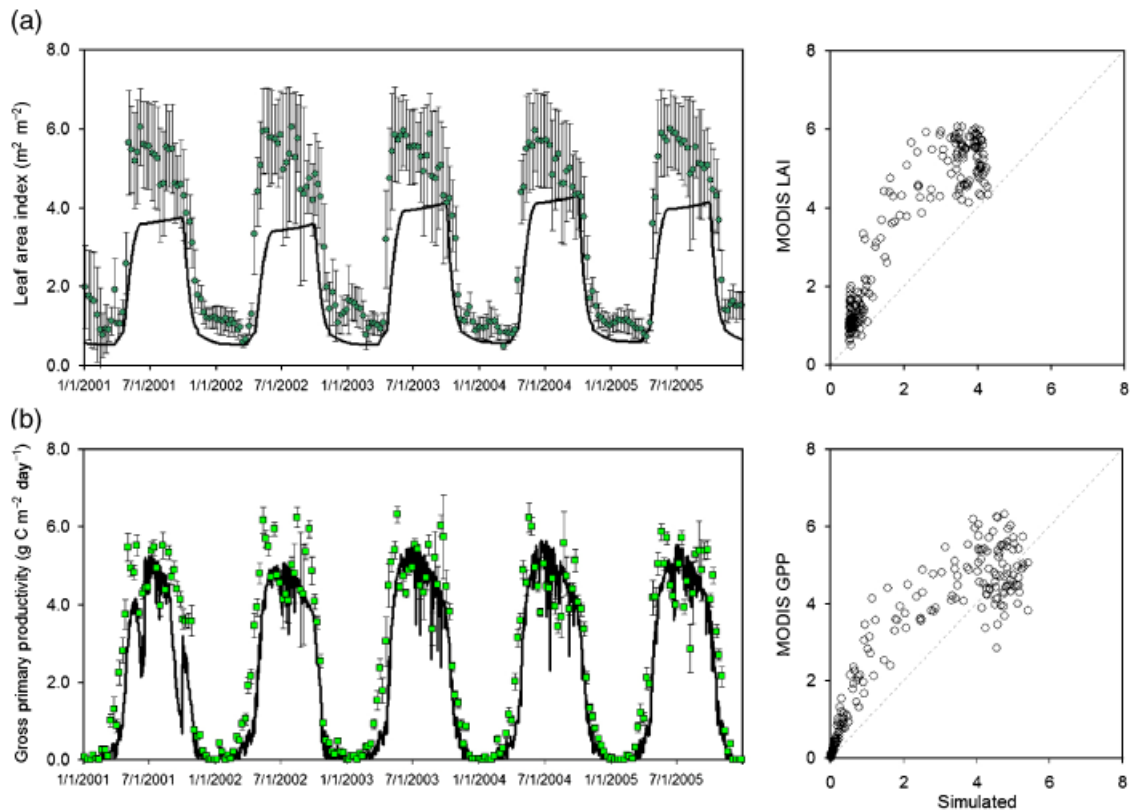 (a)
8.0
6.0
4.0
2.0
0.0
Leaf area index (m² m⁻²)
1/1/2001 7/1/2001 1/1/2002 7/1/2002 1/1/2003 7/1/2003 1/1/2004 7/1/2004 1/1/2005 7/1/2005
8
6
4
2
0
MODIS LAI
0 2 4 6 8
(b)
8.0
6.0
4.0
2.0
0.0
Gross primary productivity (g C m⁻² day⁻¹)
1/1/2001 7/1/2001 1/1/2002 7/1/2002 1/1/2003 7/1/2003 1/1/2004 7/1/2004 1/1/2005 7/1/2005
8
6
4
2
0
MODIS GPP
0 2 4 6 8
Simulated